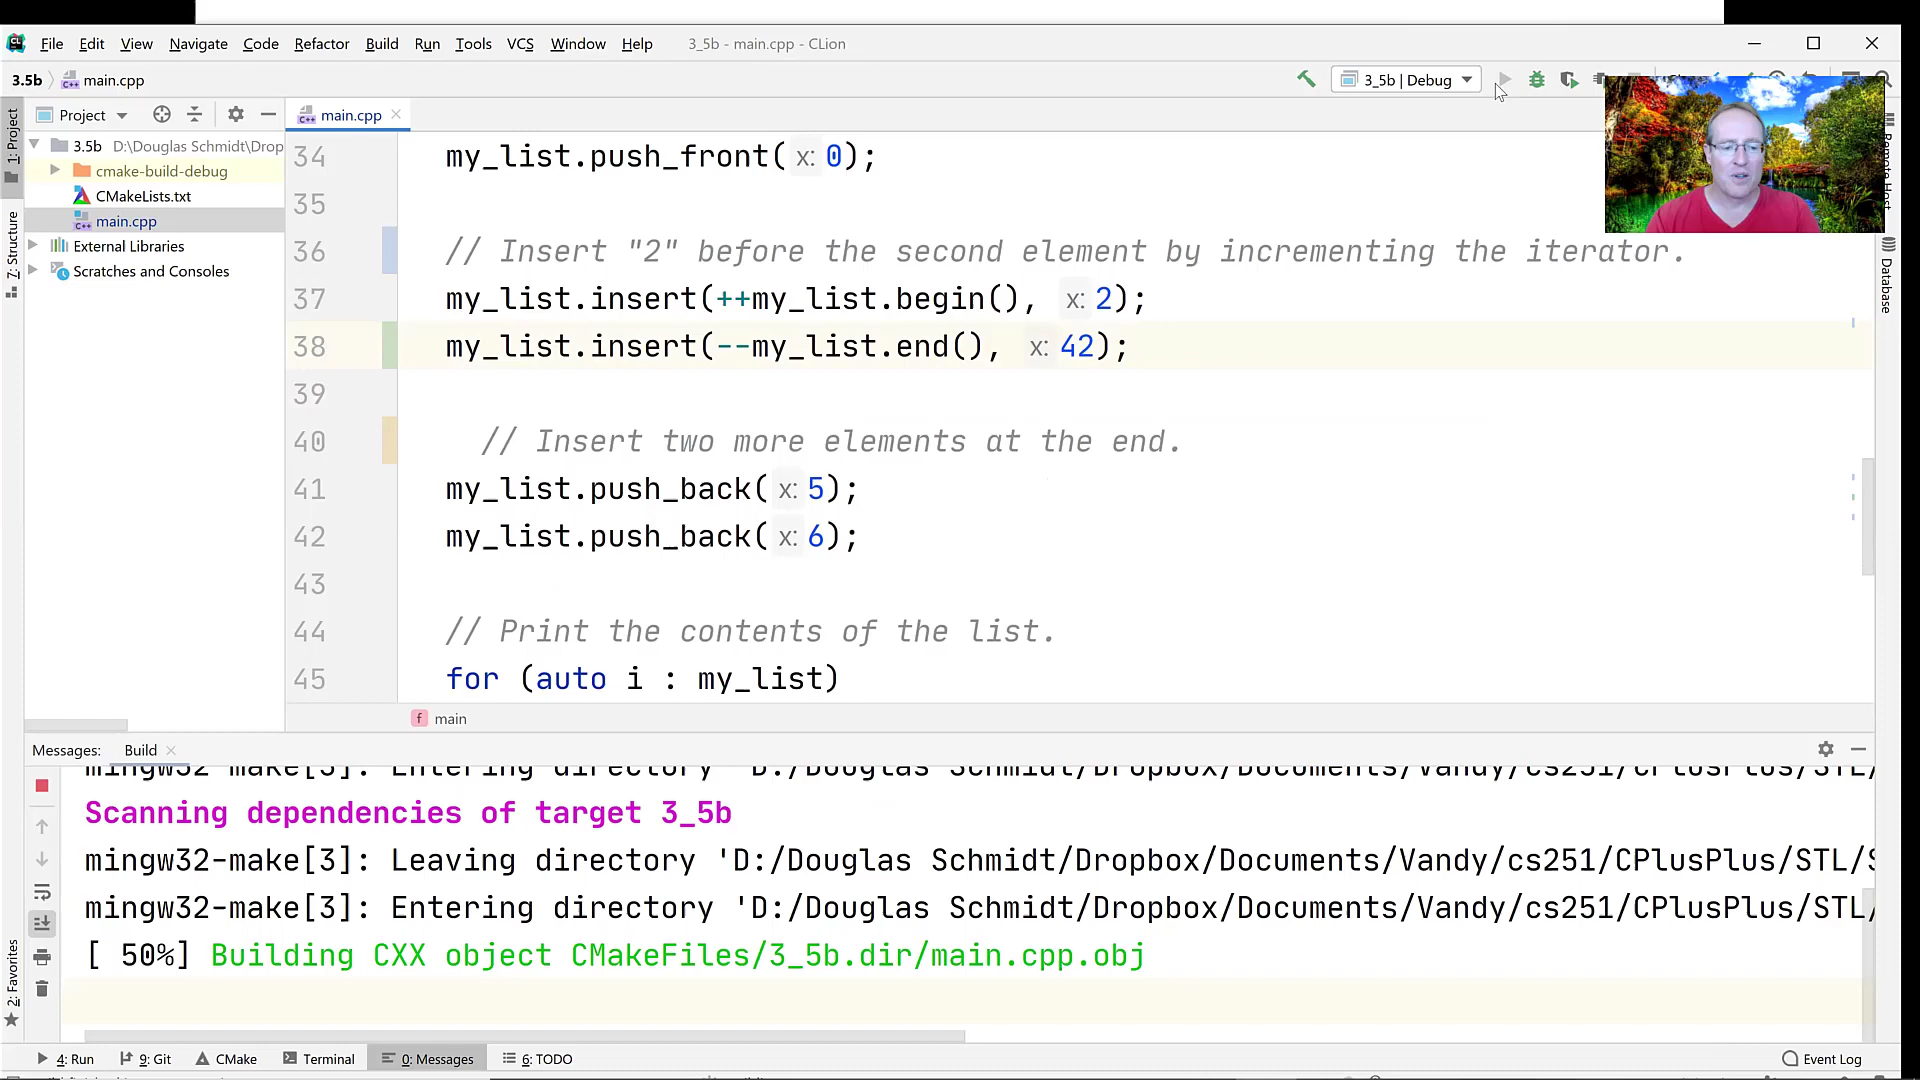 File Edit View Navigate Code Refactor Build Run Tools VCS Window Help 3_5b - main.cpp - CLion
3.5b main.cpp
3_5b | Debug
Project
main.cpp
1: Project
7: Structure
2: Favorites
3.5b D:\Douglas Schmidt\Drop
cmake-build-debug
CMakeLists.txt
main.cpp
External Libraries
Scratches and Consoles
34 my_list.push_front( x: 0);
35
36 // Insert "2" before the second element by incrementing the iterator.
37 my_list.insert(++my_list.begin(), x: 2);
38 my_list.insert(--my_list.end(), x: 42);
39
40 // Insert two more elements at the end.
41 my_list.push_back( x: 5);
42 my_list.push_back( x: 6);
43
44 // Print the contents of the list.
45 for (auto i : my_list)
f main
Remote Host
Database
Messages: Build
mingw32-make[3]: Entering directory 'D:/Douglas Schmidt/Dropbox/Documents/Vandy/cs251/CPlusPlus/STL/
Scanning dependencies of target 3_5b
mingw32-make[3]: Leaving directory 'D:/Douglas Schmidt/Dropbox/Documents/Vandy/cs251/CPlusPlus/STL/
mingw32-make[3]: Entering directory 'D:/Douglas Schmidt/Dropbox/Documents/Vandy/cs251/CPlusPlus/STL/
[ 50%] Building CXX object CMakeFiles/3_5b.dir/main.cpp.obj
4: Run 9: Git CMake Terminal 0: Messages 6: TODO Event Log